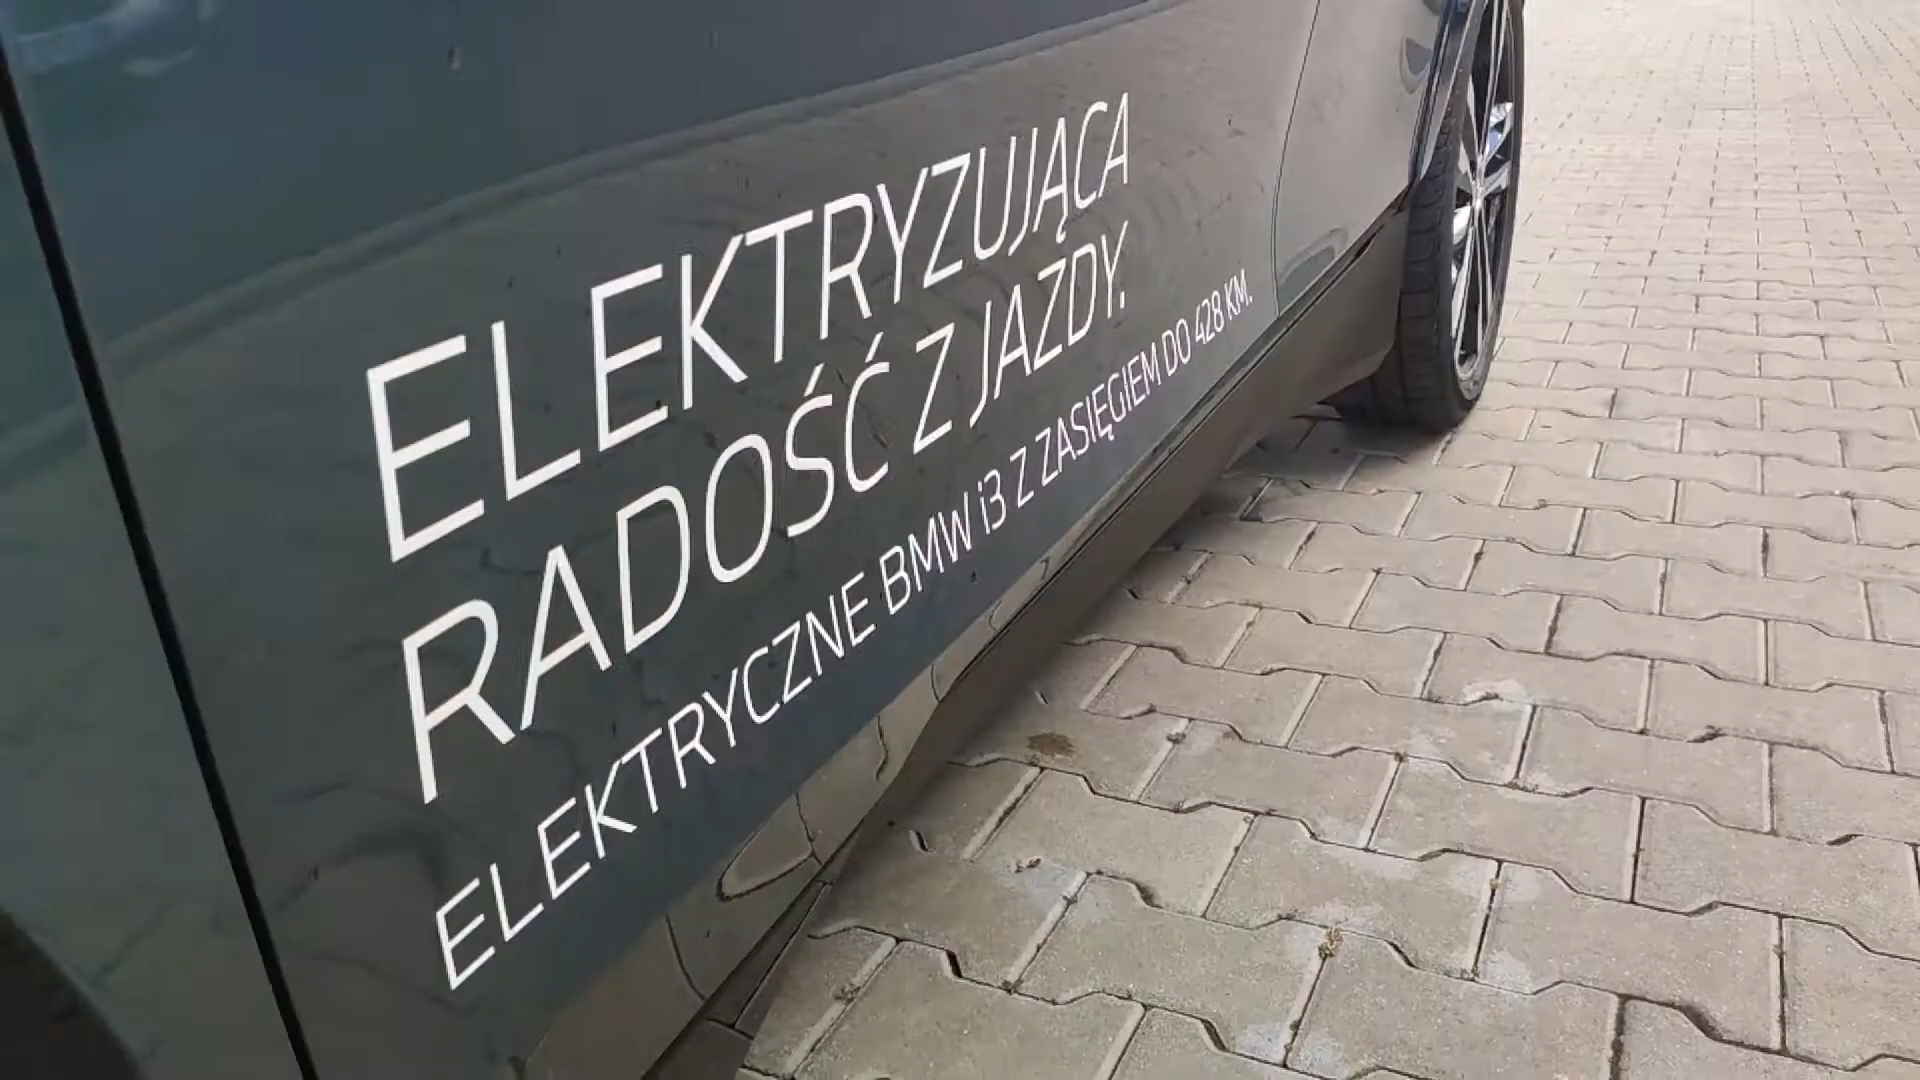 ELEKTRYZUJĄCA
RADOŚĆ Z JAZDY.
ELEKTRYCZNE BMW i3 Z ZASIĘGIEM DO 428 KM.